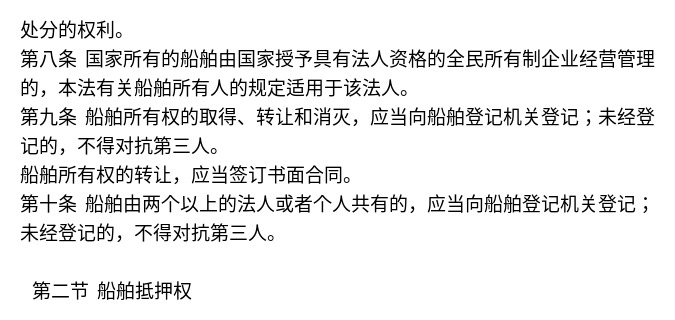 处分的权利。
第八条 国家所有的船舶由国家授予具有法人资格的全民所有制企业经营管理
的，本法有关船舶所有人的规定适用于该法人。
第九条 船舶所有权的取得、转让和消灭，应当向船舶登记机关登记；未经登
记的，不得对抗第三人。
船舶所有权的转让，应当签订书面合同。
第十条 船舶由两个以上的法人或者个人共有的，应当向船舶登记机关登记；
未经登记的，不得对抗第三人。
第二节 船舶抵押权